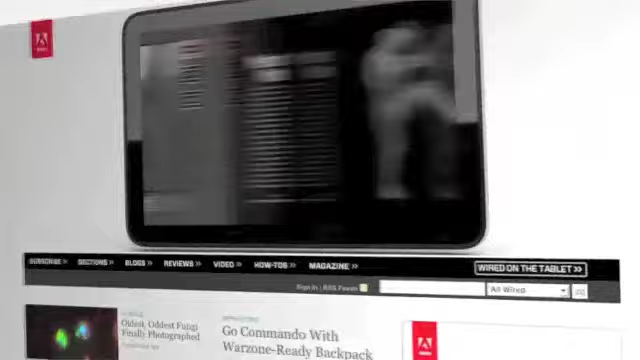 SUBSCRIBE >> SECTIONS >> BLOGS >> REVIEWS >> VIDEO >> HOW-TOS >> MAGAZINE >>
WIRED ON THE TABLET >>
Sign In | RSS Feeds
All Wired
Oldest, Oddest Fungi
Finally Photographed
Go Commando With
Warzone-Ready Backpack